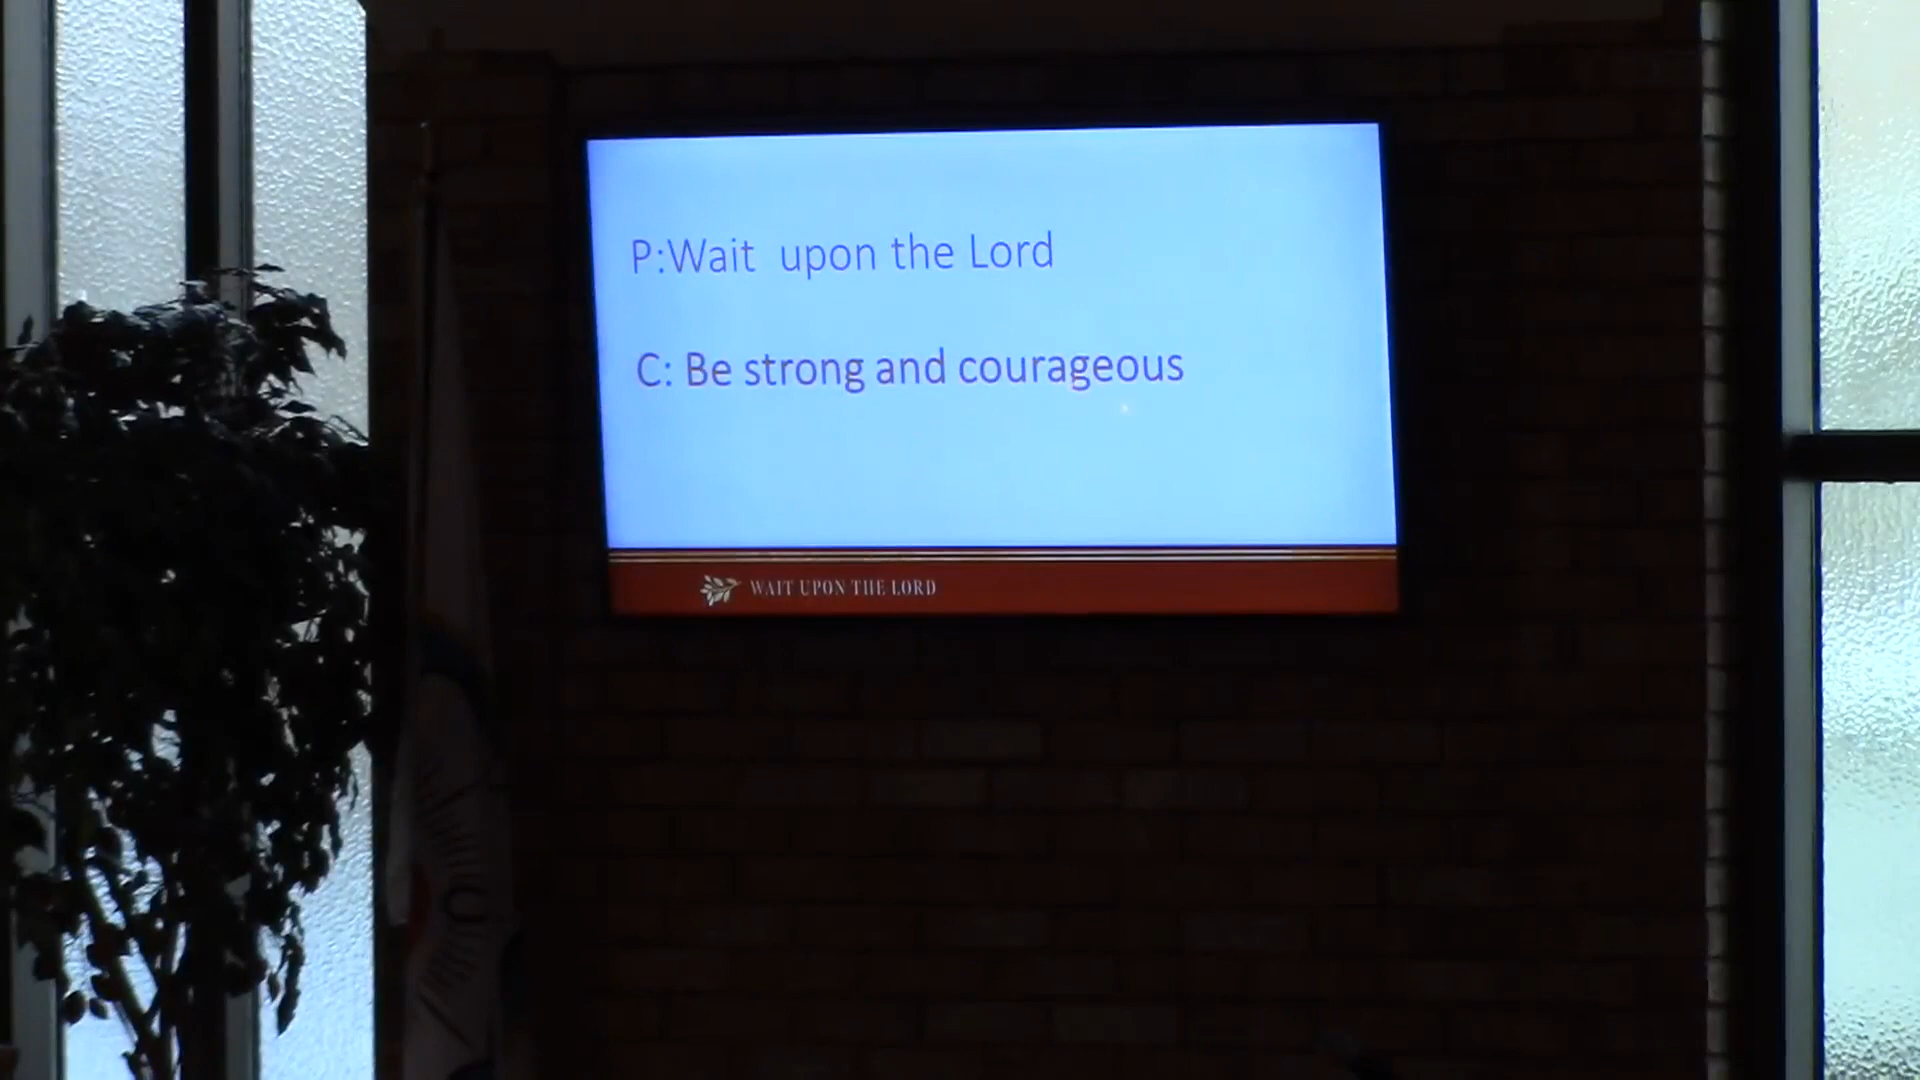 P:Wait  upon the Lord
C: Be strong and courageous
WAIT UPON THE LORD